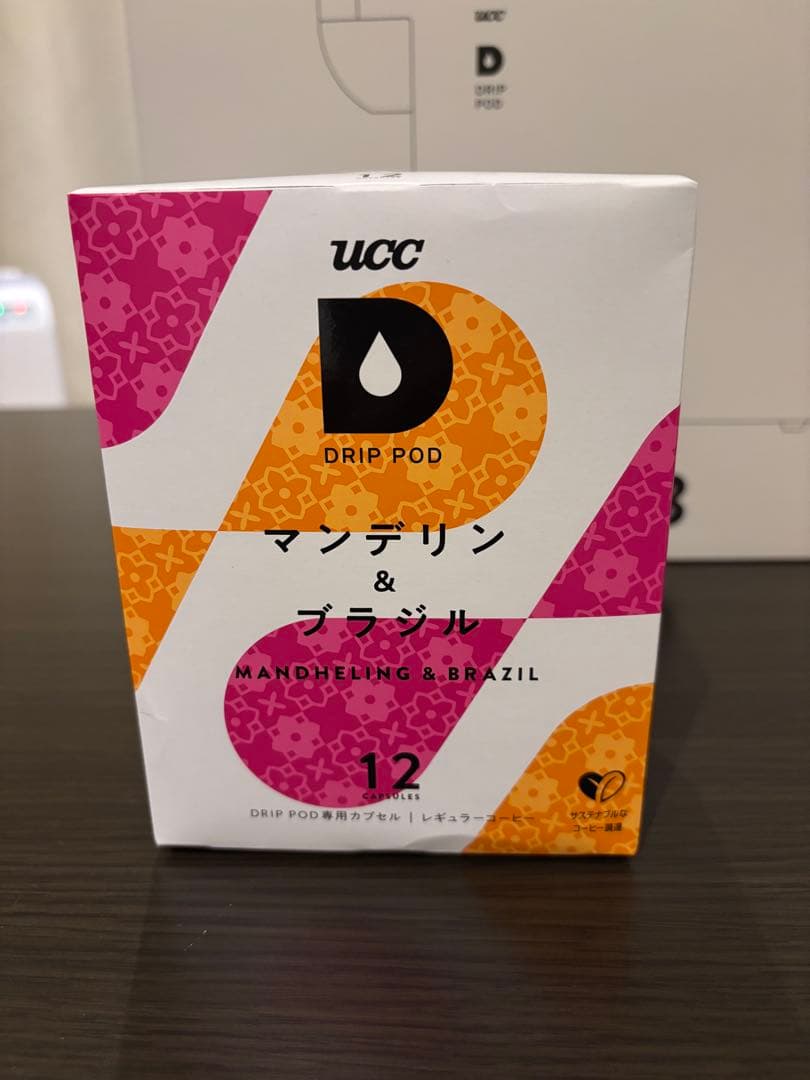 ucc
D
DRIP
POD
12
ucc
D
DRIP POD
マンデリン
&
ブラジル
MANDHELING & BRAZIL
12
CAPSULES
DRIP POD専用カプセル | レギュラーコーヒー
サステナブルな
コーヒー調達